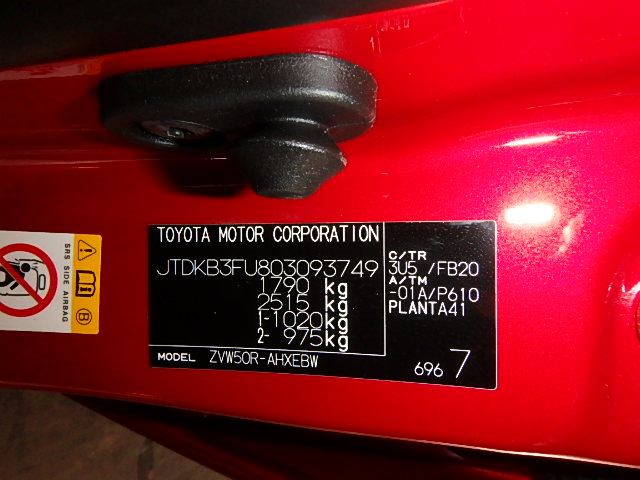 TOYOTA MOTOR CORPORATION
JTDKB3FU803093749
1790 kg
2515 kg
1-1020 kg
2- 975 kg
MODEL ZVW50R-AHXEBW
C/TR
3U5 /FB20
A/TM
-01A/P610
PLANTA41
696 7
SRS SIDE AIRBAG